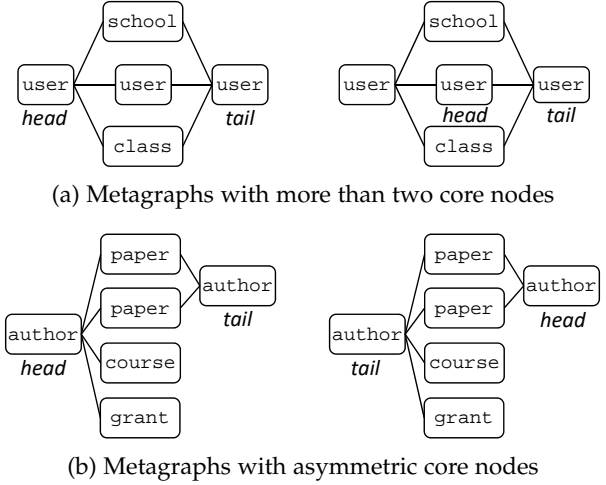 school
school
user user user
user user user
head tail
head tail
class
class
(a) Metagraphs with more than two core nodes
paper
paper
author
author
paper
paper
tail
head
author
author
head
tail
course
course
grant
grant
(b) Metagraphs with asymmetric core nodes